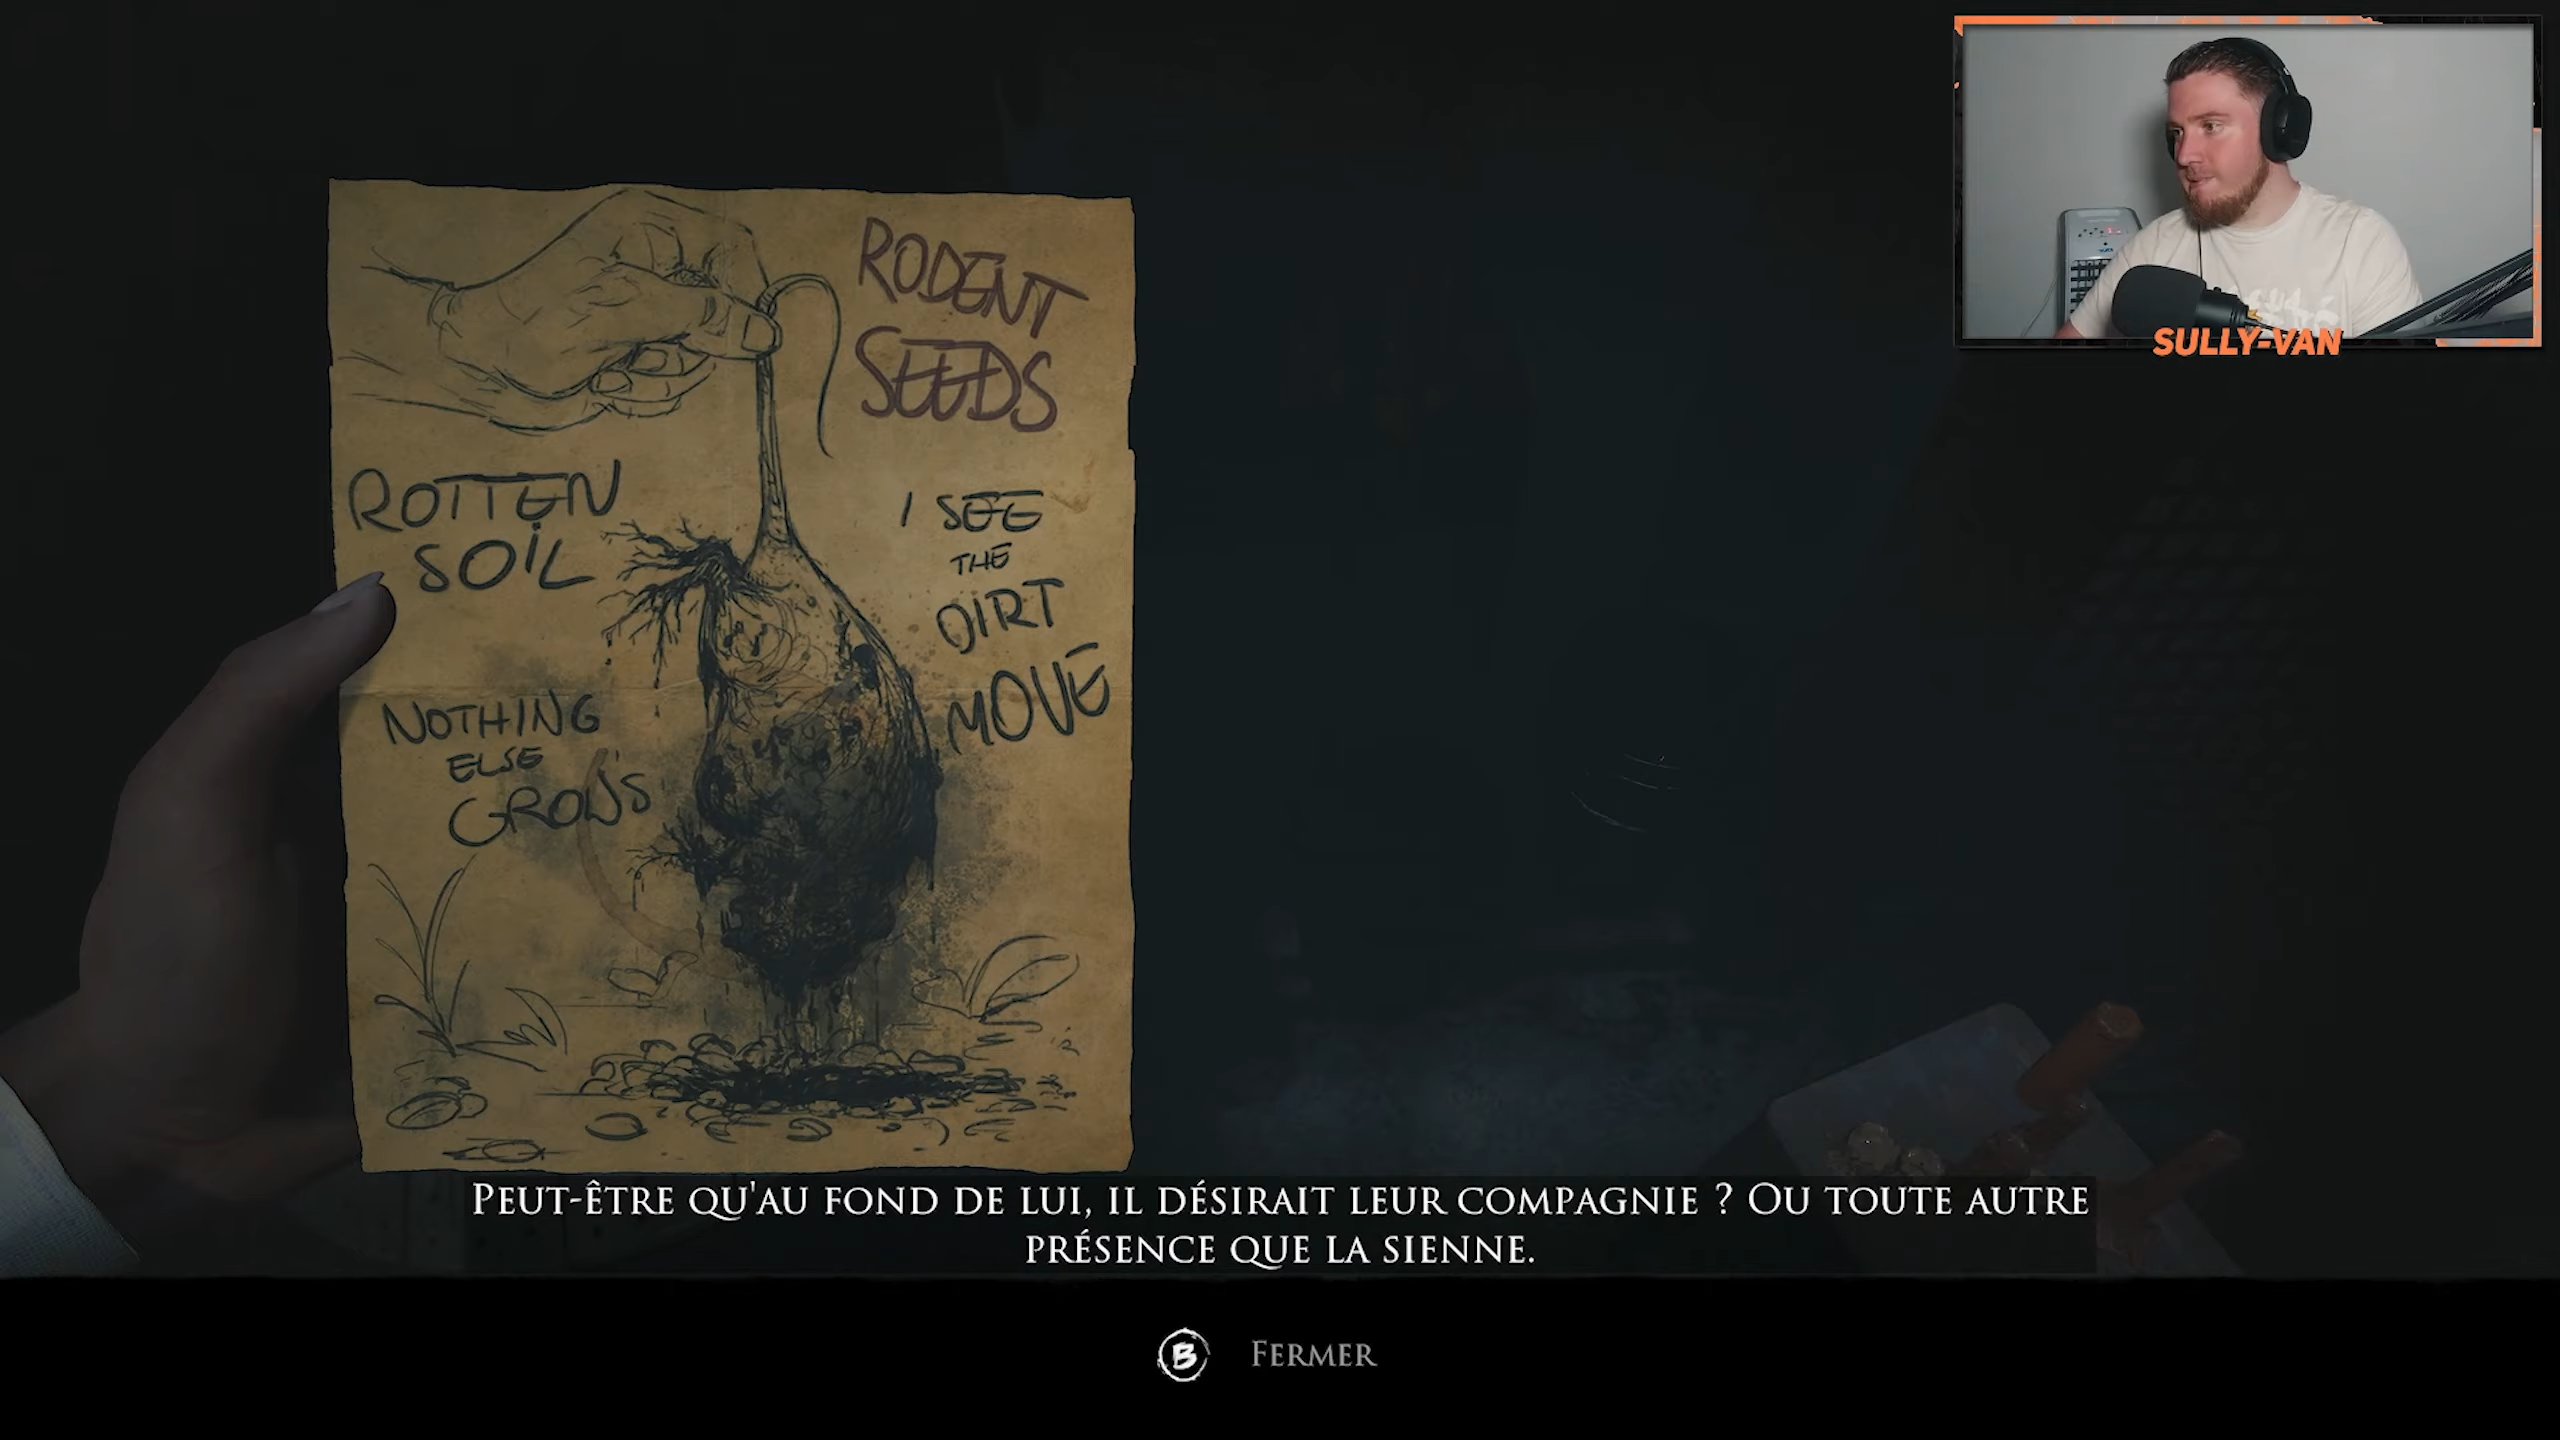 SULLY-VAN
RODENT
SEEDS
ROTTEN
SOIL
I SEE
THE
DIRT
MOVE
NOTHING
ELSE
GROWS
Peut-être qu'au fond de lui, il désirait leur compagnie ? Ou toute autre
présence que la sienne.
B Fermer